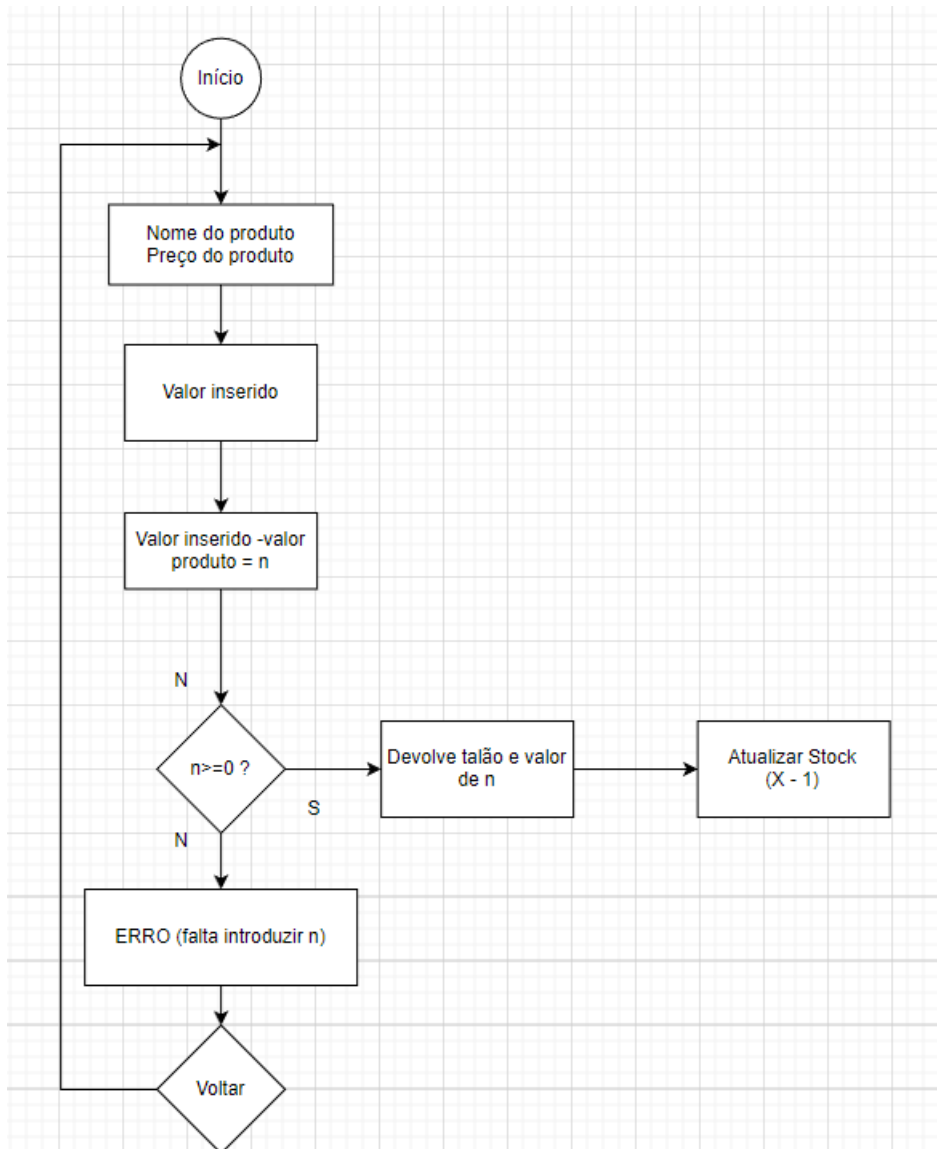 Início
Nome do produto
Preço do produto
Valor inserido
Valor inserido -valor
produto = n
N
n>=0 ?
S
Devolve talão e valor
de n
Atualizar Stock
(X - 1)
N
ERRO (falta introduzir n)
Voltar